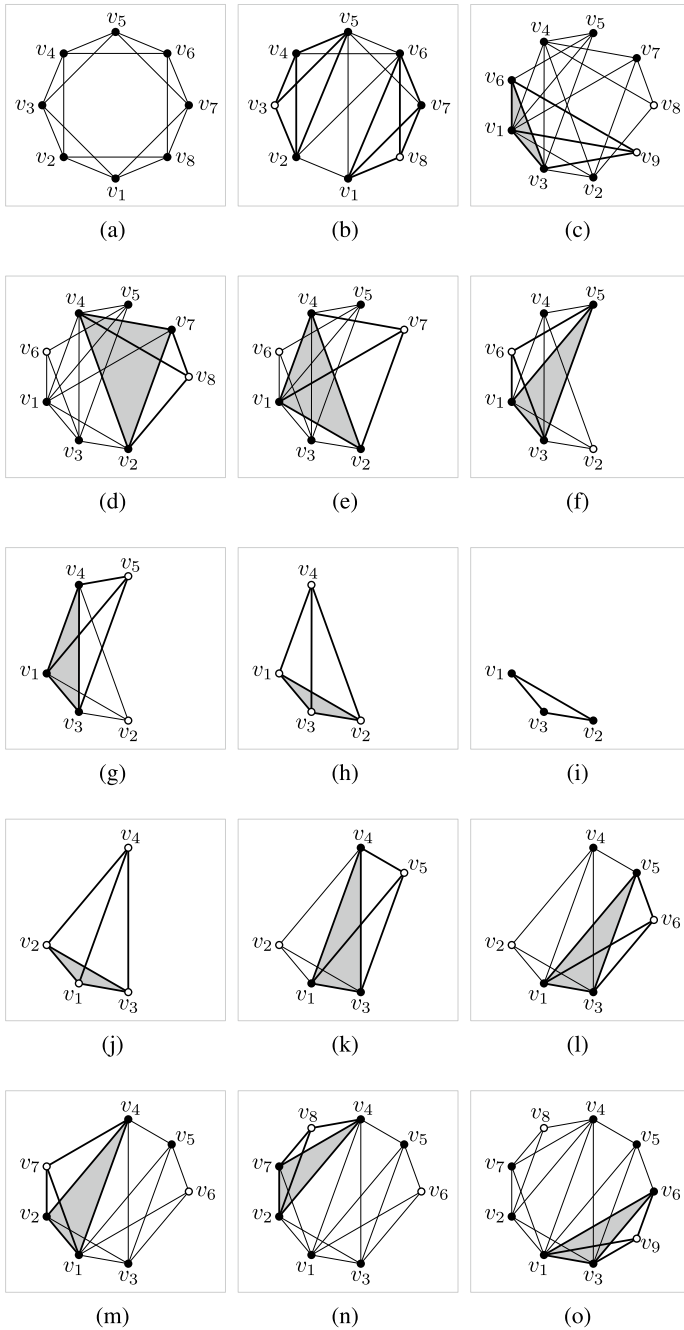 v5
v4 v6
v3 v7
v2 v8
v1
(a)
v5
v4 v6
v3 v7
v2 v8
v1
(b)
v5
v4 v7
v6 v8
v1 v9
v3 v2
(c)
v5
v4 v7
v6 v8
v1
v3 v2
(d)
v5
v4 v7
v6
v1
v3 v2
(e)
v5
v4
v6
v1
v3 v2
(f)
v4 v5
v1
v3 v2
(g)
v4
v1
v3 v2
(h)
v1
v3 v2
(i)
v4
v2
v1 v3
(j)
v4
v5
v2
v1 v3
(k)
v4
v5
v6
v2
v1 v3
(l)
v4
v5
v7 v6
v2
v1 v3
(m)
v8 v4
v5
v7 v6
v2
v1 v3
(n)
v8 v4
v5
v7 v6
v2 v9
v1 v3
(o)